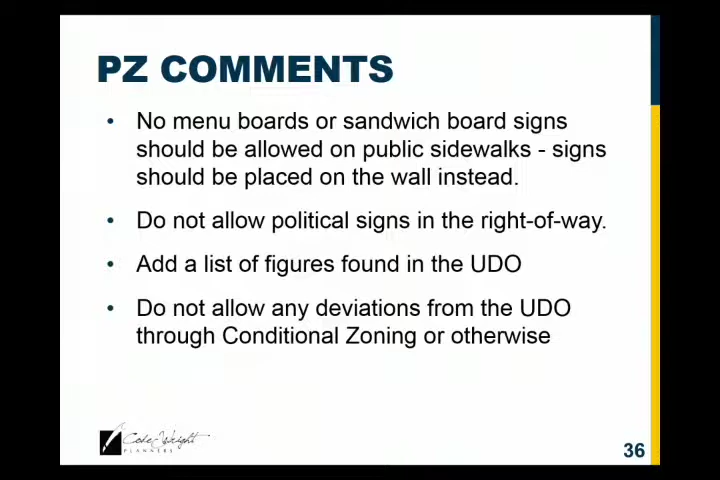 PZ COMMENTS
• No menu boards or sandwich board signs
should be allowed on public sidewalks - signs
should be placed on the wall instead.
• Do not allow political signs in the right-of-way.
• Add a list of figures found in the UDO
• Do not allow any deviations from the UDO
through Conditional Zoning or otherwise
CodeWright
PLANNERS
36